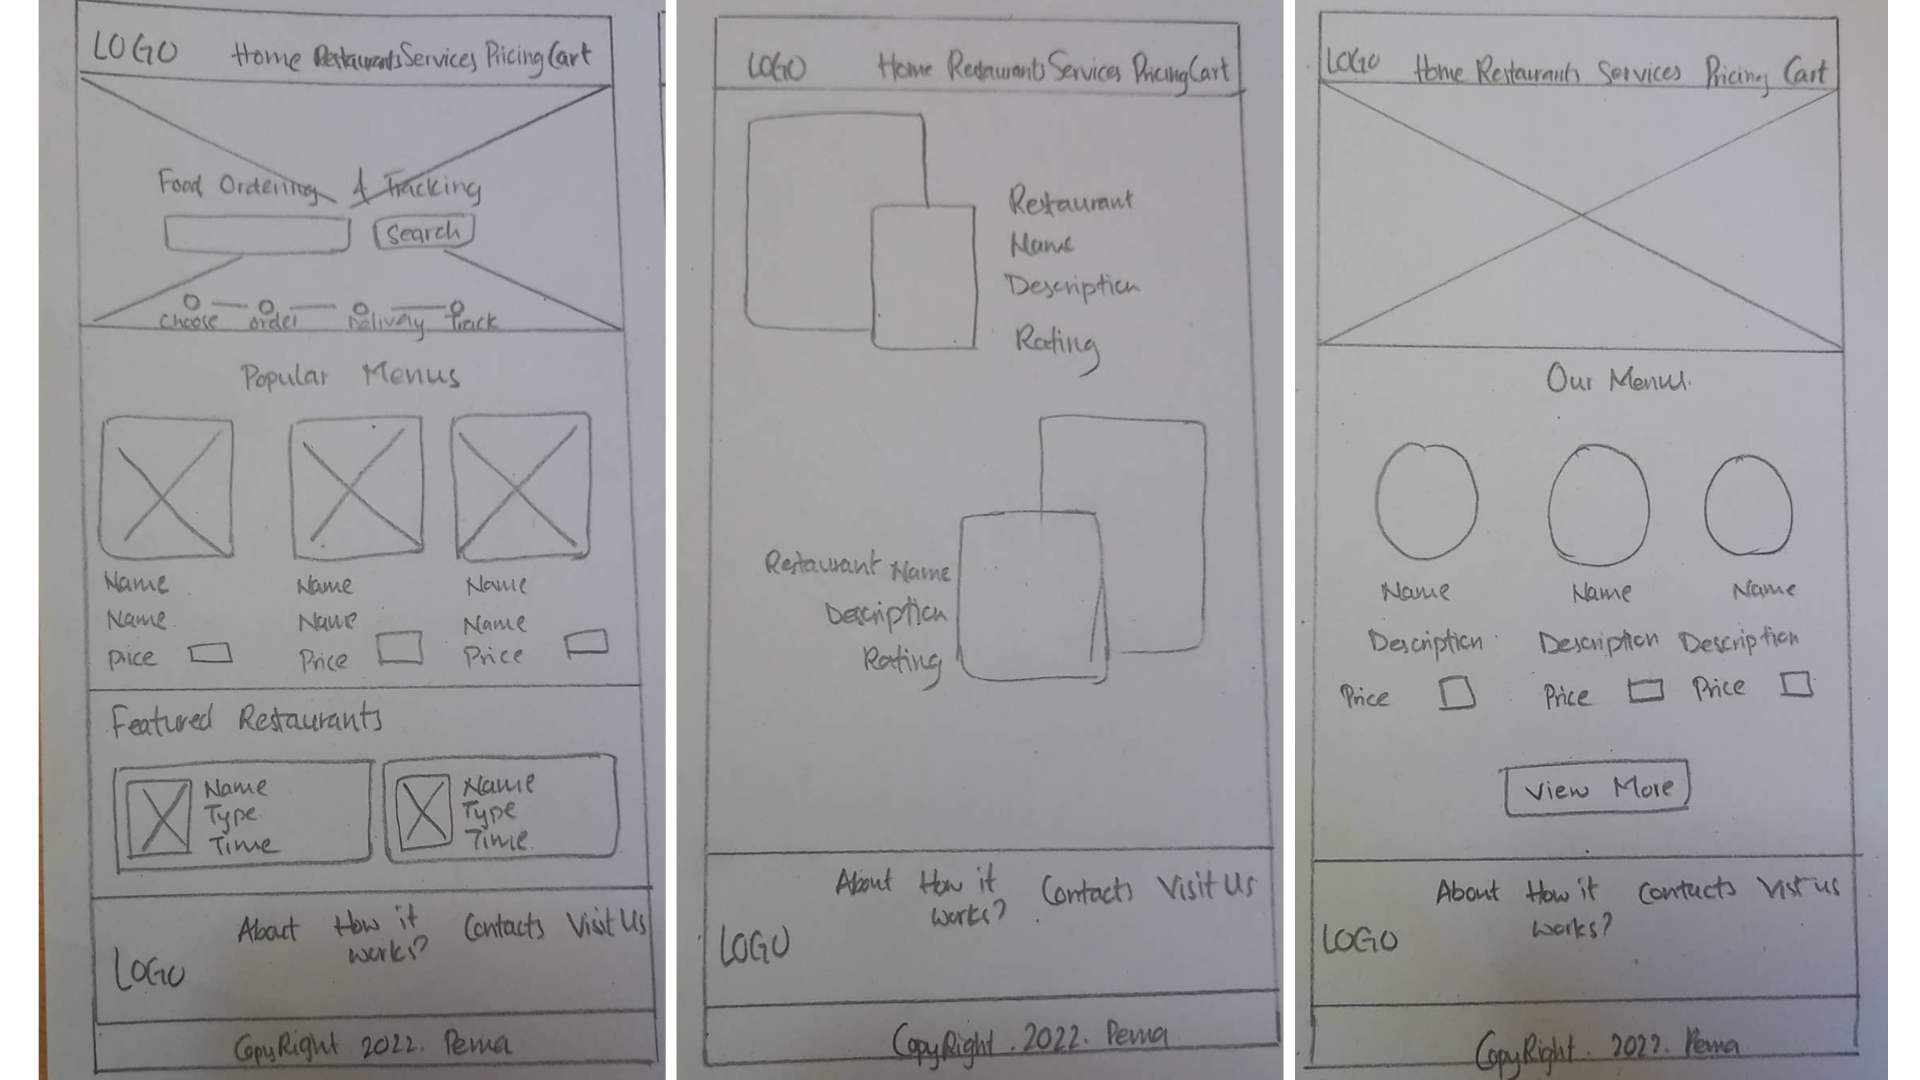 LOGO Home Restaurants Services Pricing Cart
Food Ordering & Tracking
Search
Choose order Delivary Track
Popular Menus
Name Name Name
Name Name Name
Price Price Price
Featured Restaurants
Name Name
Type Type
Time Time
About How it works? Contacts Visit Us
LOGO
CopyRight 2022. Pema
LOGO Home Restaurants Services Pricing Cart
Restaurant
Name
Description
Rating
Restaurant Name
Description
Rating
About How it works? Contacts Visit Us
LOGO
CopyRight . 2022. Pema
LOGO Home Restaurants Services Pricing Cart
Our Menus.
Name Name Name
Description Description Description
Price Price Price
View More
About How it works? Contacts Visit us
LOGO
CopyRight . 2022. Pema